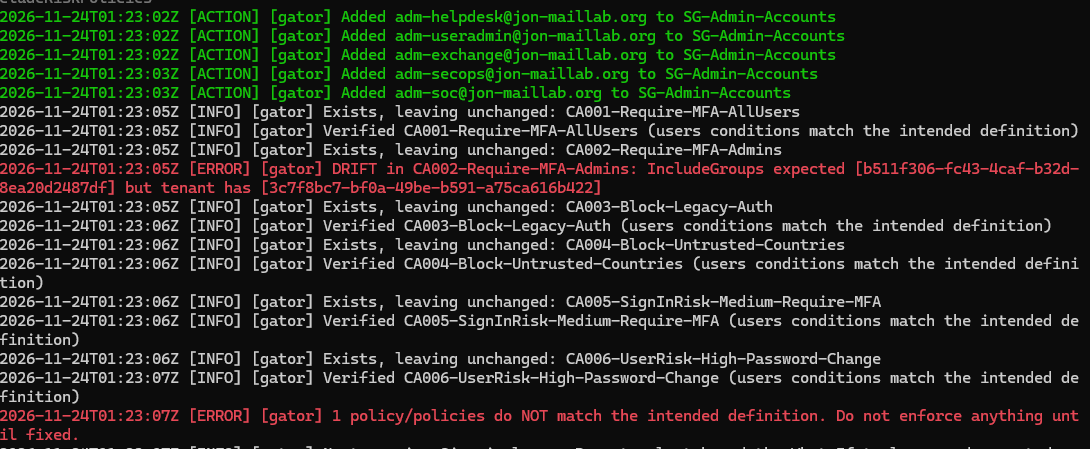 2026-11-24T01:23:02Z [ACTION] [gator] Added adm-helpdesk@jon-maillab.org to SG-Admin-Accounts
2026-11-24T01:23:02Z [ACTION] [gator] Added adm-useradmin@jon-maillab.org to SG-Admin-Accounts
2026-11-24T01:23:02Z [ACTION] [gator] Added adm-exchange@jon-maillab.org to SG-Admin-Accounts
2026-11-24T01:23:03Z [ACTION] [gator] Added adm-secops@jon-maillab.org to SG-Admin-Accounts
2026-11-24T01:23:03Z [ACTION] [gator] Added adm-soc@jon-maillab.org to SG-Admin-Accounts
2026-11-24T01:23:05Z [INFO] [gator] Exists, leaving unchanged: CA001-Require-MFA-AllUsers
2026-11-24T01:23:05Z [INFO] [gator] Verified CA001-Require-MFA-AllUsers (users conditions match the intended definition)
2026-11-24T01:23:05Z [INFO] [gator] Exists, leaving unchanged: CA002-Require-MFA-Admins
2026-11-24T01:23:05Z [ERROR] [gator] DRIFT in CA002-Require-MFA-Admins: IncludeGroups expected [b511f306-fc43-4caf-b32d-
8ea20d2487df] but tenant has [3c7f8bc7-bf0a-49be-b591-a75ca616b422]
2026-11-24T01:23:05Z [INFO] [gator] Exists, leaving unchanged: CA003-Block-Legacy-Auth
2026-11-24T01:23:06Z [INFO] [gator] Verified CA003-Block-Legacy-Auth (users conditions match the intended definition)
2026-11-24T01:23:06Z [INFO] [gator] Exists, leaving unchanged: CA004-Block-Untrusted-Countries
2026-11-24T01:23:06Z [INFO] [gator] Verified CA004-Block-Untrusted-Countries (users conditions match the intended defini
tion)
2026-11-24T01:23:06Z [INFO] [gator] Exists, leaving unchanged: CA005-SignInRisk-Medium-Require-MFA
2026-11-24T01:23:06Z [INFO] [gator] Verified CA005-SignInRisk-Medium-Require-MFA (users conditions match the intended de
finition)
2026-11-24T01:23:06Z [INFO] [gator] Exists, leaving unchanged: CA006-UserRisk-High-Password-Change
2026-11-24T01:23:07Z [INFO] [gator] Verified CA006-UserRisk-High-Password-Change (users conditions match the intended de
finition)
2026-11-24T01:23:07Z [ERROR] [gator] 1 policy/policies do NOT match the intended definition. Do not enforce anything unt
il fixed.